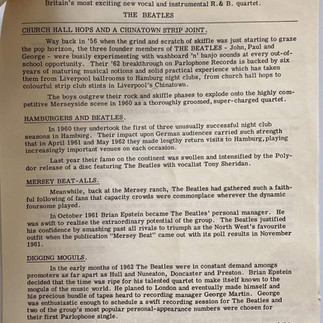 Britain's most exciting new vocal and instrumental R. & B. quartet.
THE BEATLES
CHURCH HALL HOPS AND A CHINATOWN STRIP JOINT.
Way back in '56 when the grind and scratch of skiffle was just starting to graze
the pop horizon, the three founder members of THE BEATLES - John, Paul and
George - were busily experimenting with washboard 'n' banjo sounds at every out-of-
school opportunity. Their '62 breakthrough on Parlophone Records is backed by six
years of maturing musical notions and solid practical experience which has taken
them from Liverpool ballrooms to Hamburg night clubs, from church hall hops to
colourful strip club stints in Liverpool's Chinatown.
The boys outgrew their rock and skiffle phases to explode onto the highly com-
petitive Merseyside scene in 1960 as a thoroughly groomed, super-charged quartet.
HAMBURGERS AND BEATLES.
In 1960 they undertook the first of three unusually successful night club
seasons in Hamburg. Their impact upon German audiences carried such strength
that in April 1961 and May 1962 they made lengthy return visits to Hamburg, playing
increasingly important venues on each occasion.
Last year their fame on the continent was swollen and intensified by the Poly-
dor release of a disc featuring The Beatles with vocalist Tony Sheridan.
MERSEY BEAT-ALLS.
Meanwhile, back at the Mersey ranch, The Beatles had gathered such a faith-
ful following of fans that capacity crowds were commonplace wherever the dynamic
foursome played.
In October 1961 Brian Epstein became The Beatles' personal manager. He
was swift to realise the extraordinary potential of the group. The Beatles justified
his confidence by smashing past all rivals to triumph as the North West's favourite
outfit when the publication "Mersey Beat" came out with its poll results in November
1961.
DIGGING MOGULS.
In the early months of 1962 The Beatles were in constant demand amongst
promoters as far apart as Hull and Nuneaton, Doncaster and Preston. Brian Epstein
decided that the time was ripe for his talented quartet to make itself known to the
moguls of the music world. He planed to London and eventually made himself and
his precious bundle of tapes heard to recording manager George Martin. George
was enthusiastic enough to schedule a swift recording session for The Beatles and
two of the group's most popular personal-appearance numbers were chosen for
their first Parlophone single.